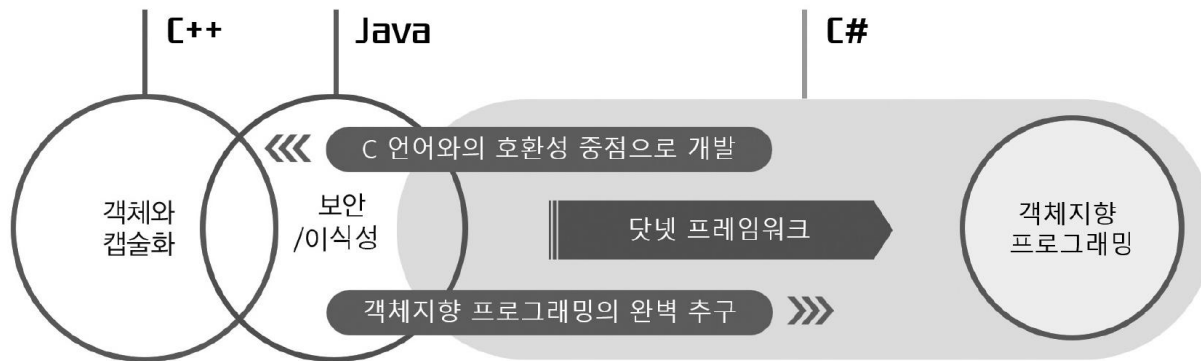 C++
Java
C#
C 언어와의 호환성 중점으로 개발
객체와
캡술화
보안
/이식성
닷넷 프레임워크
객체지향
프로그래밍
객체지향 프로그래밍의 완벽 추구